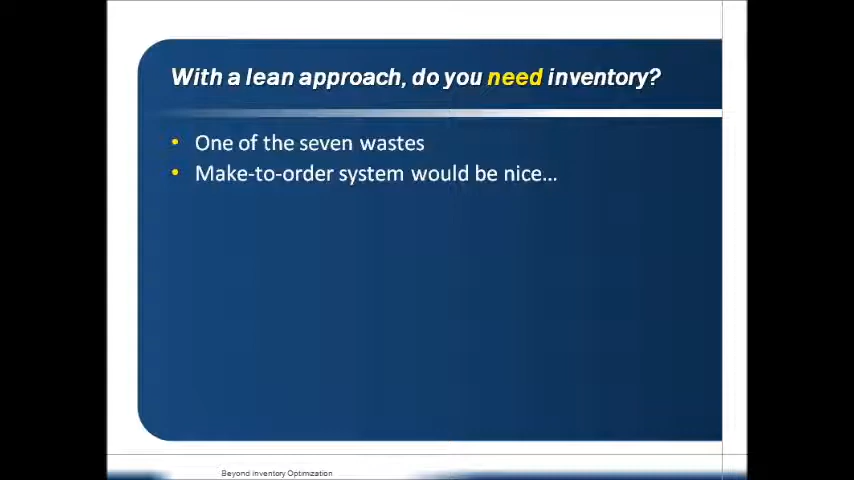 With a lean approach, do you need inventory?
• One of the seven wastes
• Make-to-order system would be nice…
Beyond Inventory Optimization